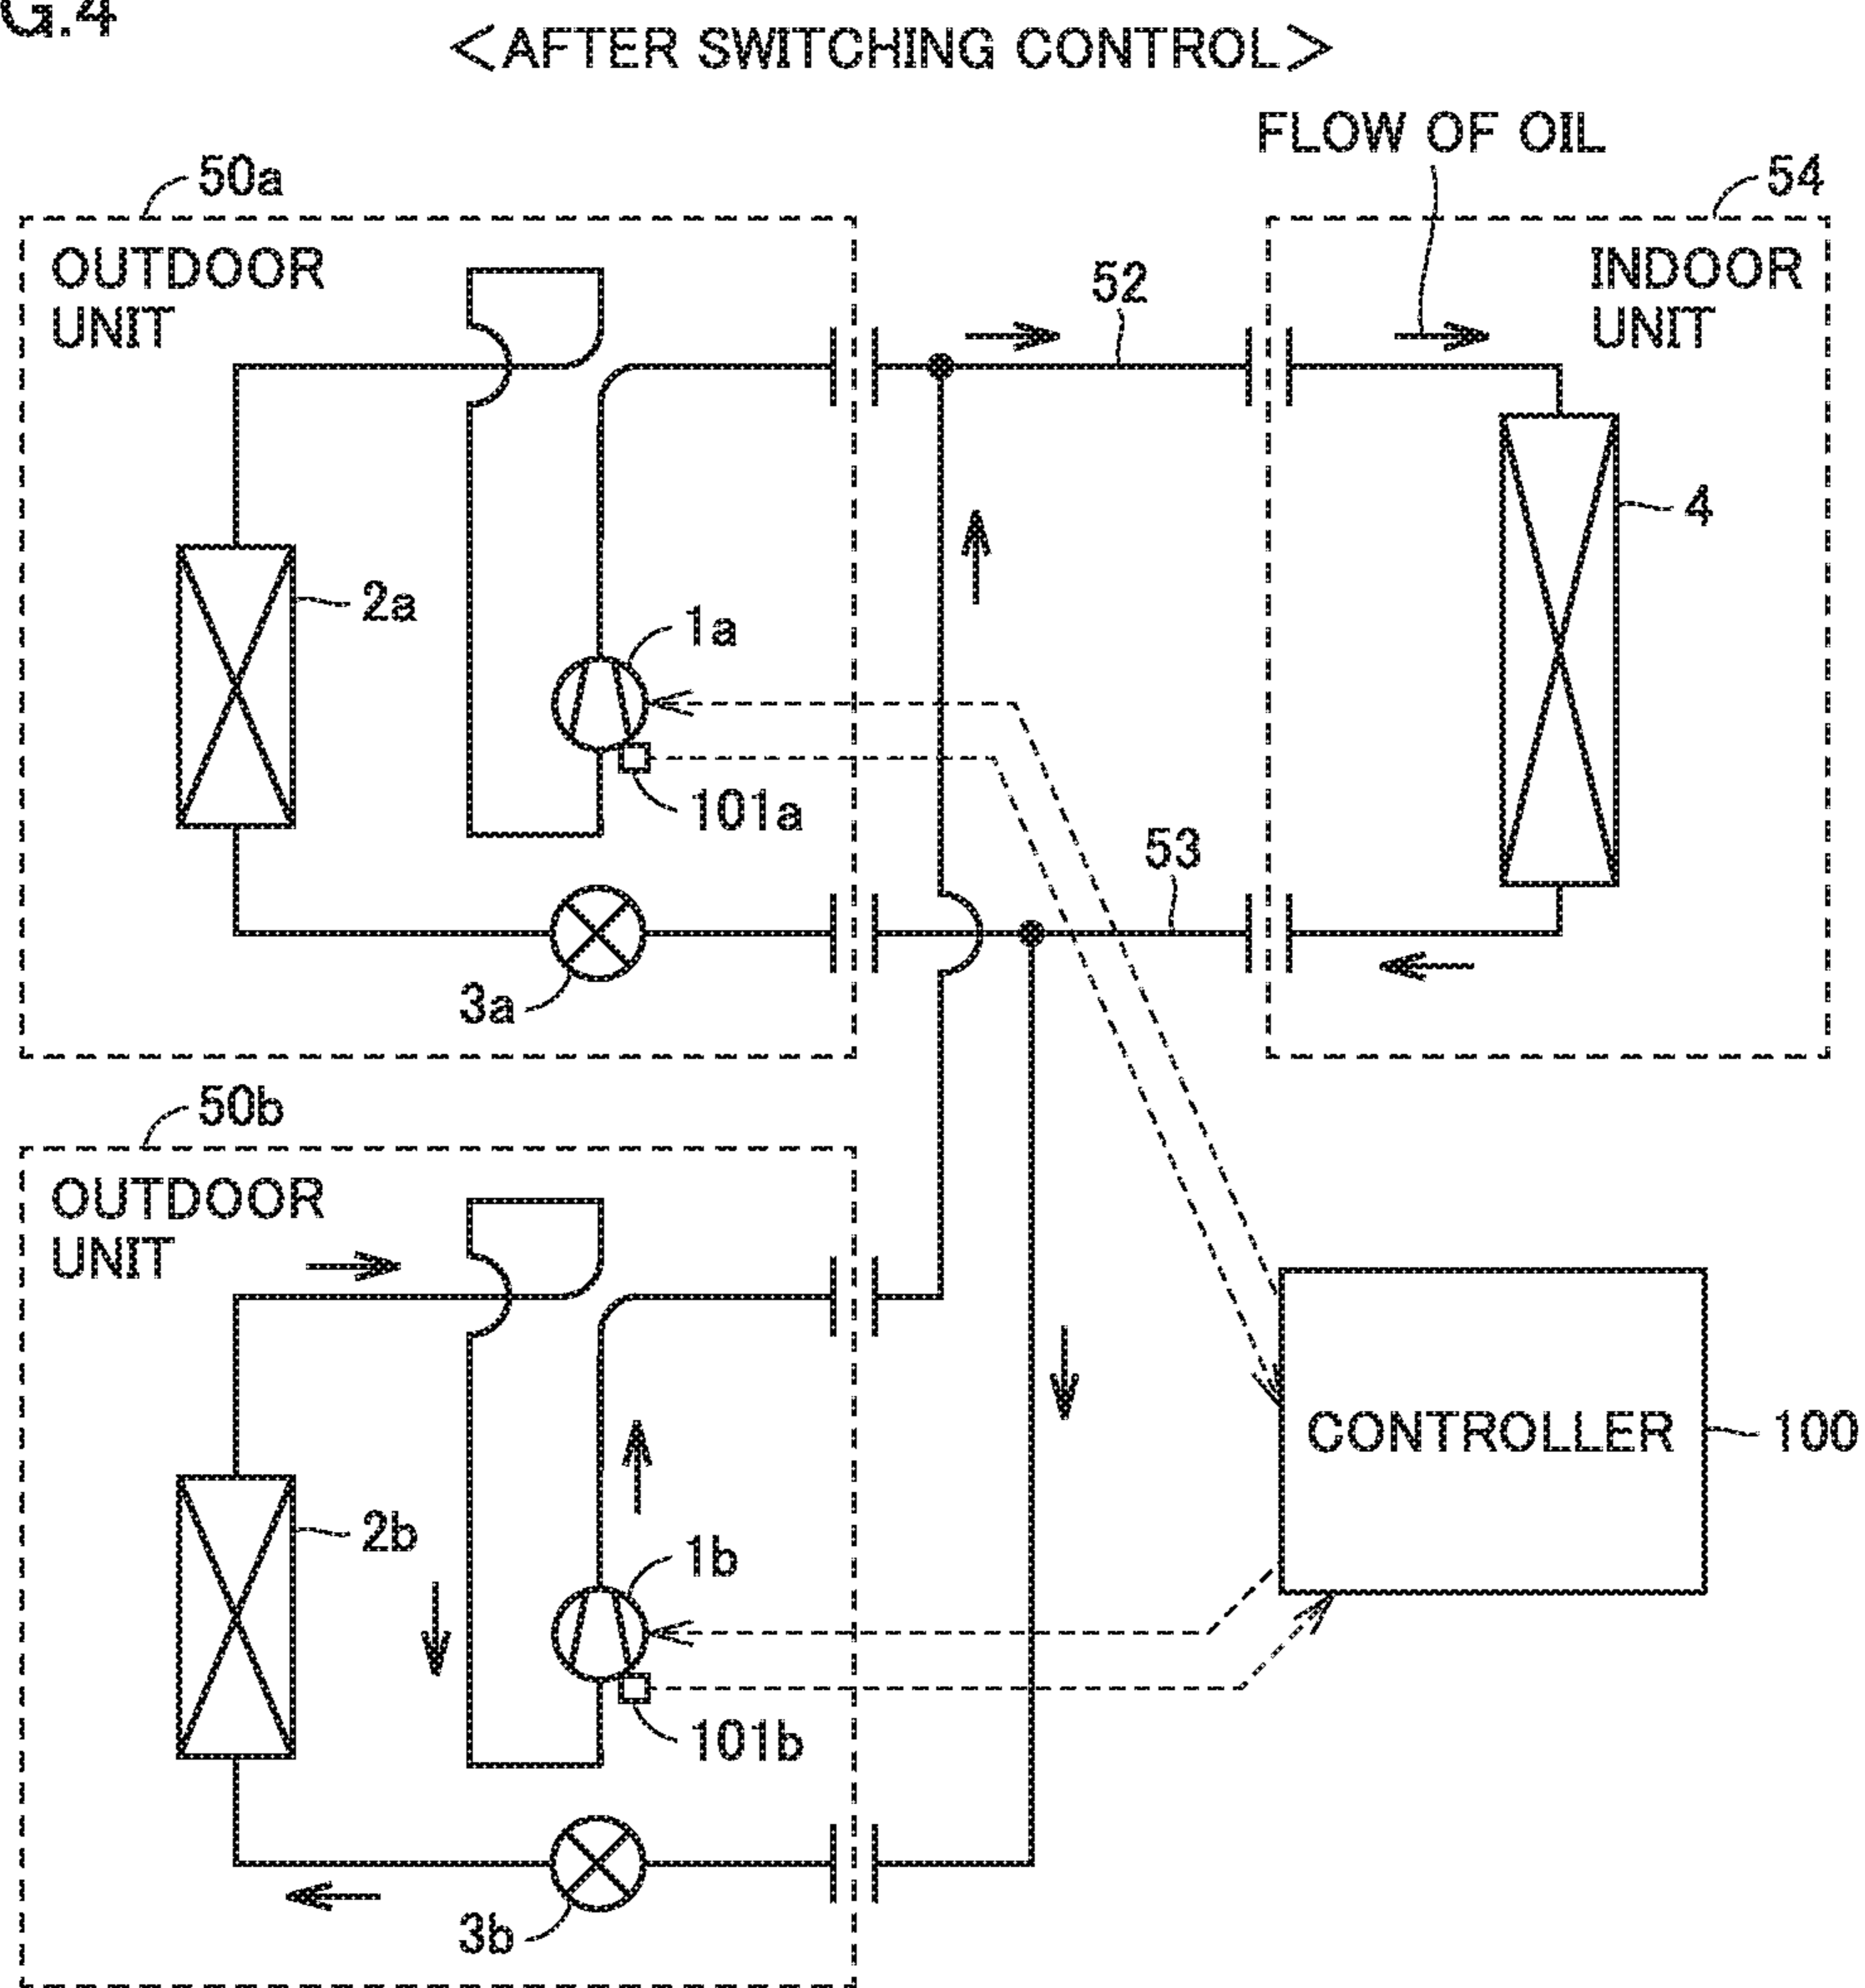 G.4
<AFTER SWITCHING CONTROL>
FLOW OF OIL
50a
54
OUTDOOR
UNIT
52
INDOOR
UNIT
4
2a
1a
101a
53
3a
50b
OUTDOOR
UNIT
CONTROLLER
100
2b
1b
101b
3b